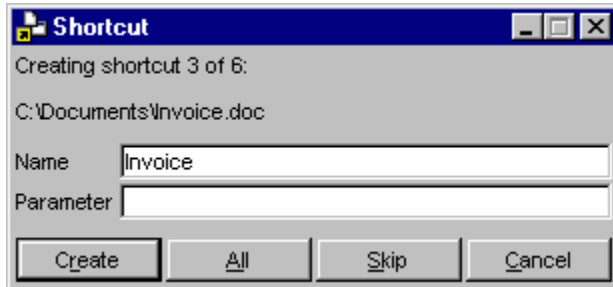 Shortcut
Creating shortcut 3 of 6:
C:\Documents\Invoice.doc
Name Invoice
Parameter
Create All Skip Cancel